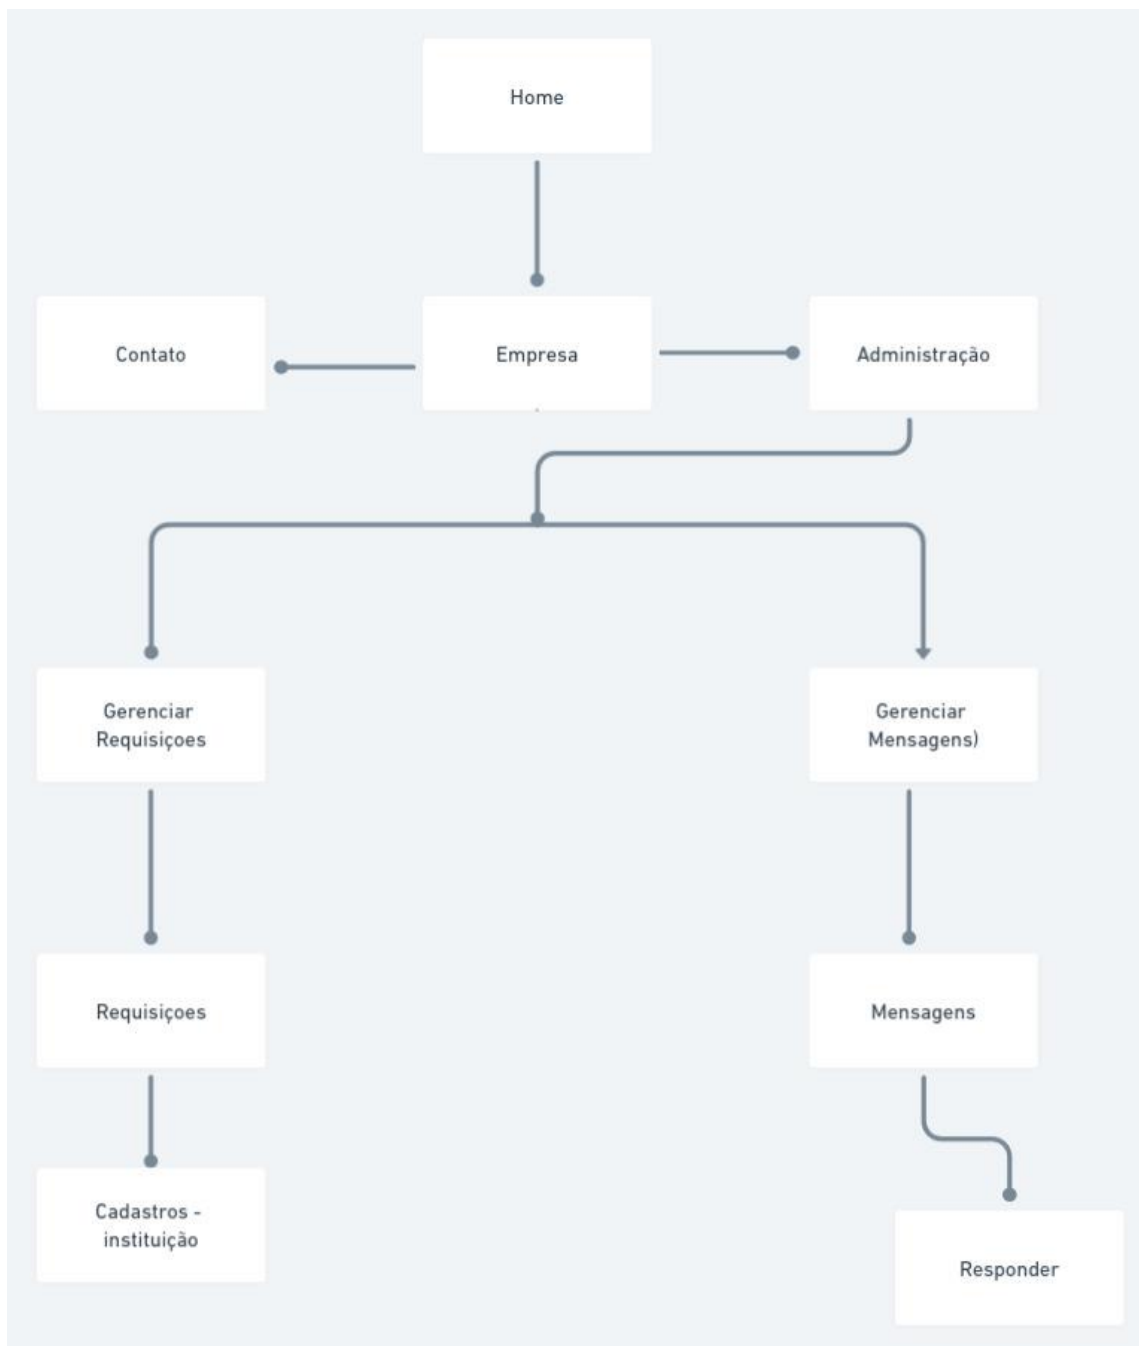 Home
Contato
Empresa
Administração
Gerenciar
Requisiçoes
Gerenciar
Mensagens)
Requisiçoes
Mensagens
Cadastros -
instituição
Responder